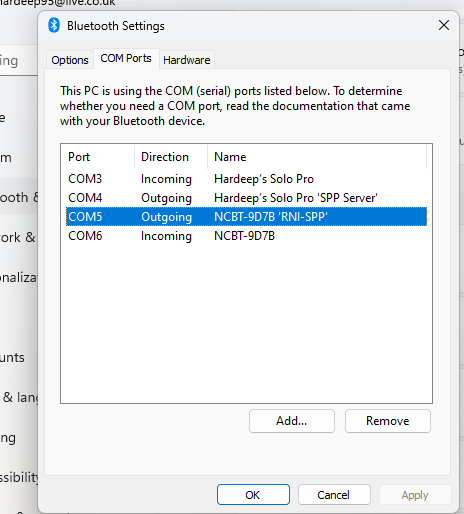 hardeep95@live.co.uk
Bluetooth Settings
Options
COM Ports
Hardware
This PC is using the COM (serial) ports listed below. To determine
whether you need a COM port, read the documentation that came
with your Bluetooth device.
Port Direction Name
COM3 Incoming Hardeep's Solo Pro
COM4 Outgoing Hardeep's Solo Pro 'SPP Server'
COM5 Outgoing NCBT-9D7B 'RNI-SPP'
COM6 Incoming NCBT-9D7B
Add...
Remove
OK
Cancel
Apply
ing
e
m
ooth &
ork &
onalizat
unts
& lang
ng
ssibility